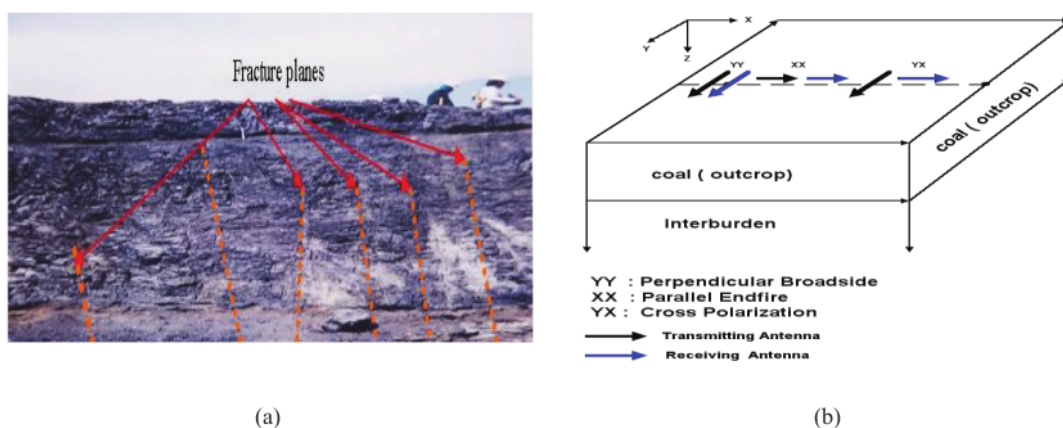 Fracture planes
X
Y
Z
YY XX YX
coal ( outcrop)
coal ( outcrop)
Interburden
YY : Perpendicular Broadside
XX : Parallel Endfire
YX : Cross Polarization
Transmitting Antenna
Receiving Antenna
(a)
(b)